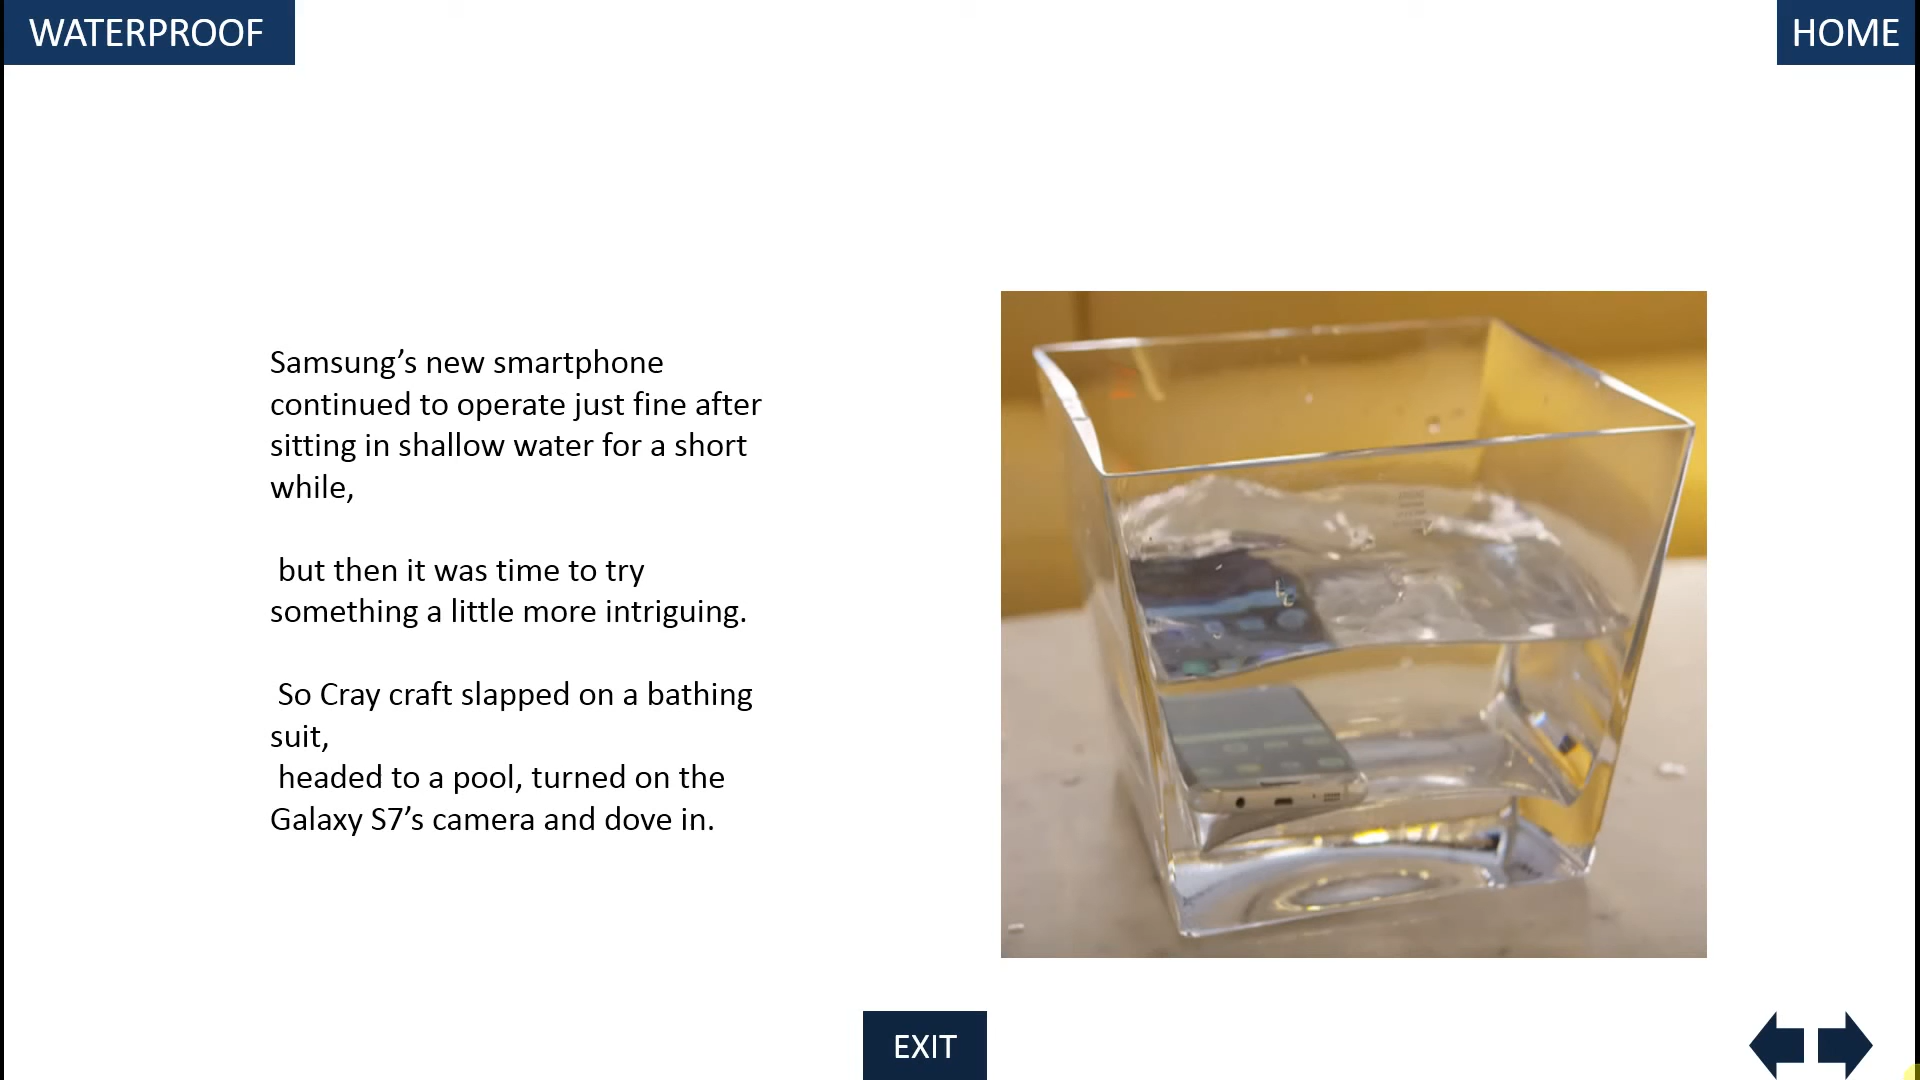 WATERPROOF
HOME
Samsung’s new smartphone
continued to operate just fine after
sitting in shallow water for a short
while,
but then it was time to try
something a little more intriguing.
So Cray craft slapped on a bathing
suit,
headed to a pool, turned on the
Galaxy S7’s camera and dove in.
EXIT